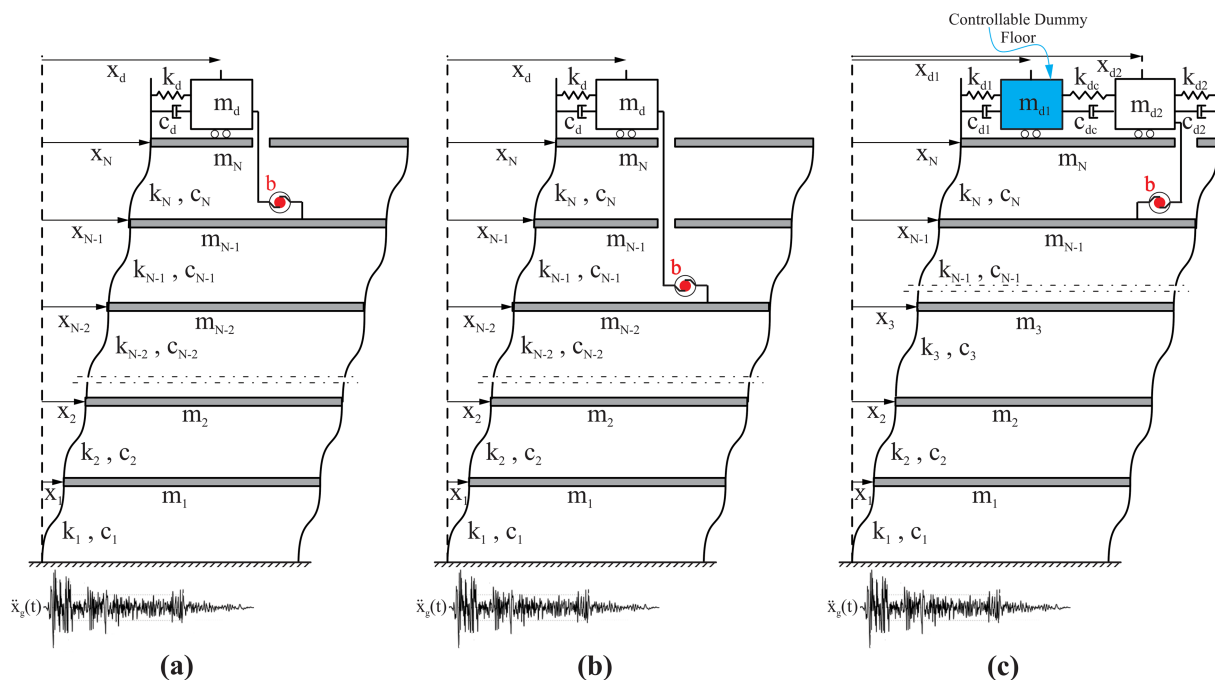 x_d
k_d
c_d
m_d
x_N
m_N
k_N , c_N
b
x_N-1
m_N-1
k_N-1 , c_N-1
x_N-2
m_N-2
k_N-2 , c_N-2
x_2
m_2
k_2 , c_2
x_1
m_1
k_1 , c_1
ẍ_g(t)
(a)
x_d
k_d
c_d
m_d
x_N
m_N
k_N , c_N
x_N-1
m_N-1
b
k_N-1 , c_N-1
x_N-2
m_N-2
k_N-2 , c_N-2
x_2
m_2
k_2 , c_2
x_1
m_1
k_1 , c_1
ẍ_g(t)
(b)
Controllable Dummy
Floor
x_d1
x_d2
k_d1
k_dc
k_d2
m_d1
m_d2
c_d1
c_dc
c_d2
x_N
m_N
k_N , c_N
b
x_N-1
m_N-1
k_N-1 , c_N-1
x_3
m_3
k_3 , c_3
x_2
m_2
k_2 , c_2
x_1
m_1
k_1 , c_1
ẍ_g(t)
(c)